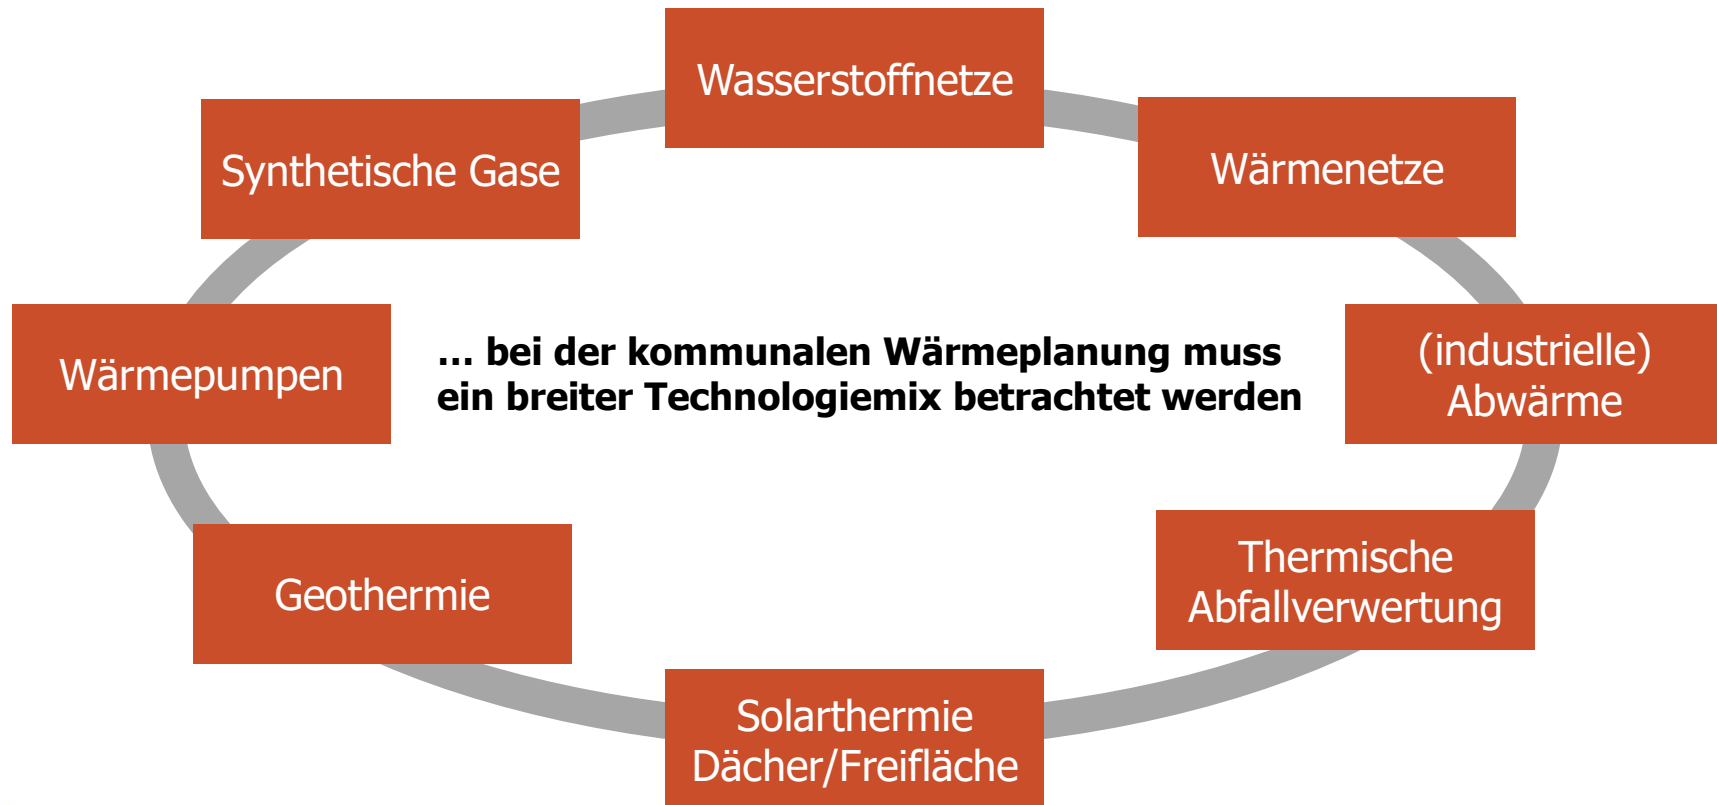 Wasserstoffnetze
Synthetische Gase
Wärmenetze
Wärmepumpen
... bei der kommunalen Wärmeplanung muss
ein breiter Technologiemix betrachtet werden
(industrielle)
Abwärme
Geothermie
Thermische
Abfallverwertung
Solarthermie
Dächer/Freifläche